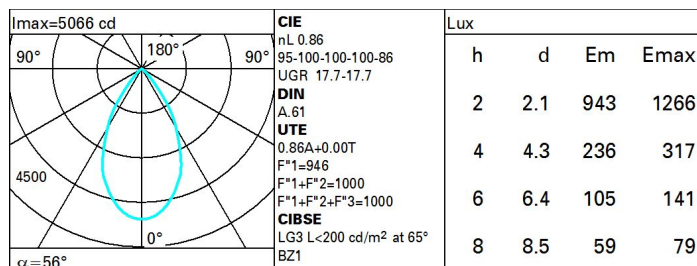 Imax=5066 cd
90° 180° 90°
4500
0°
α=56°
CIE
nL 0.86
95-100-100-100-86
UGR 17.7-17.7
DIN
A.61
UTE
0.86A+0.00T
F"1=946
F"1+F"2=1000
F"1+F"2+F"3=1000
CIBSE
LG3 L<200 cd/m² at 65°
BZ1
Lux
h d Em Emax
2 2.1 943 1266
4 4.3 236 317
6 6.4 105 141
8 8.5 59 79